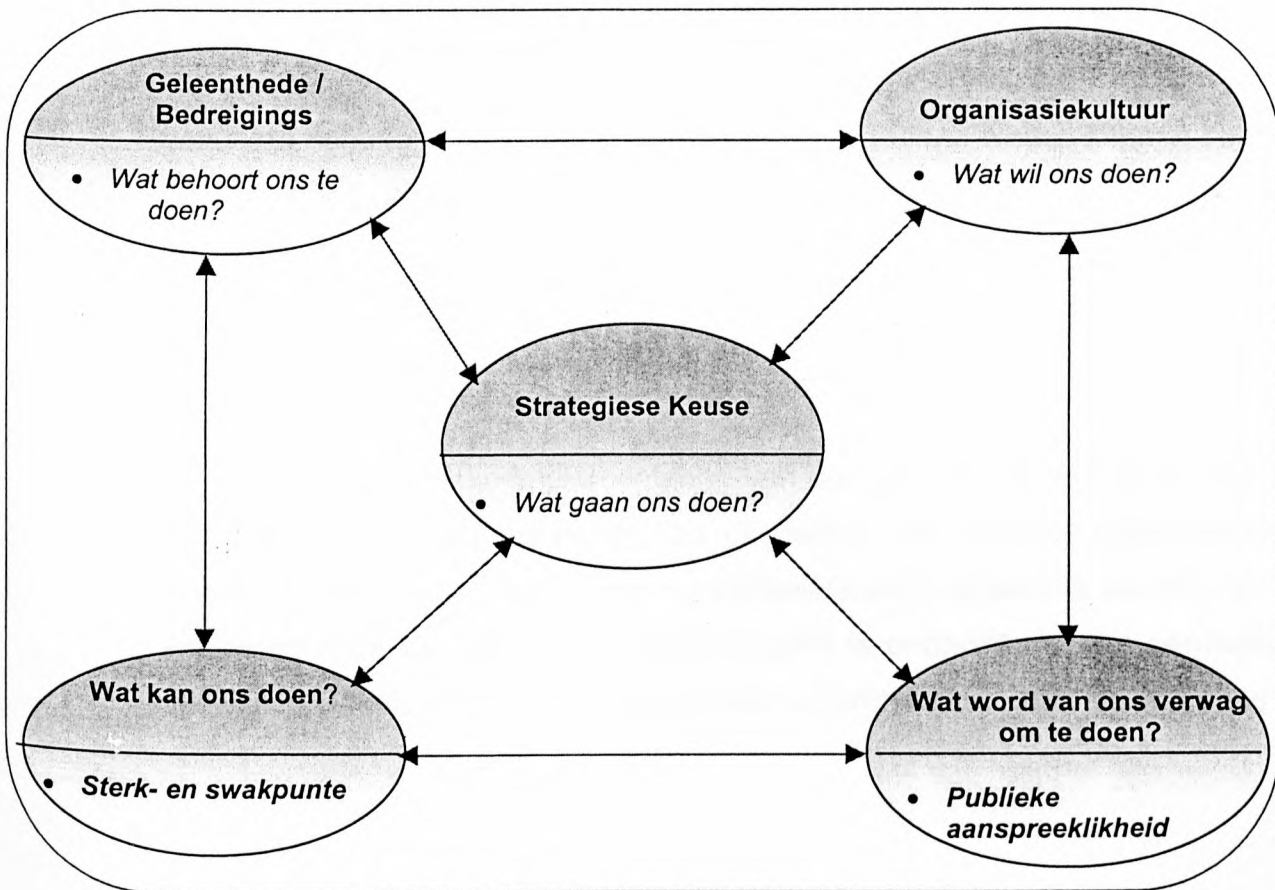 Geleenthede /
Bedreigings
• Wat behoort ons te
doen?
Organisasiekultuur
• Wat wil ons doen?
Strategiese Keuse
• Wat gaan ons doen?
Wat kan ons doen?
• Sterk- en swakpunte
Wat word van ons verwag
om te doen?
• Publieke
aanspreeklikheid